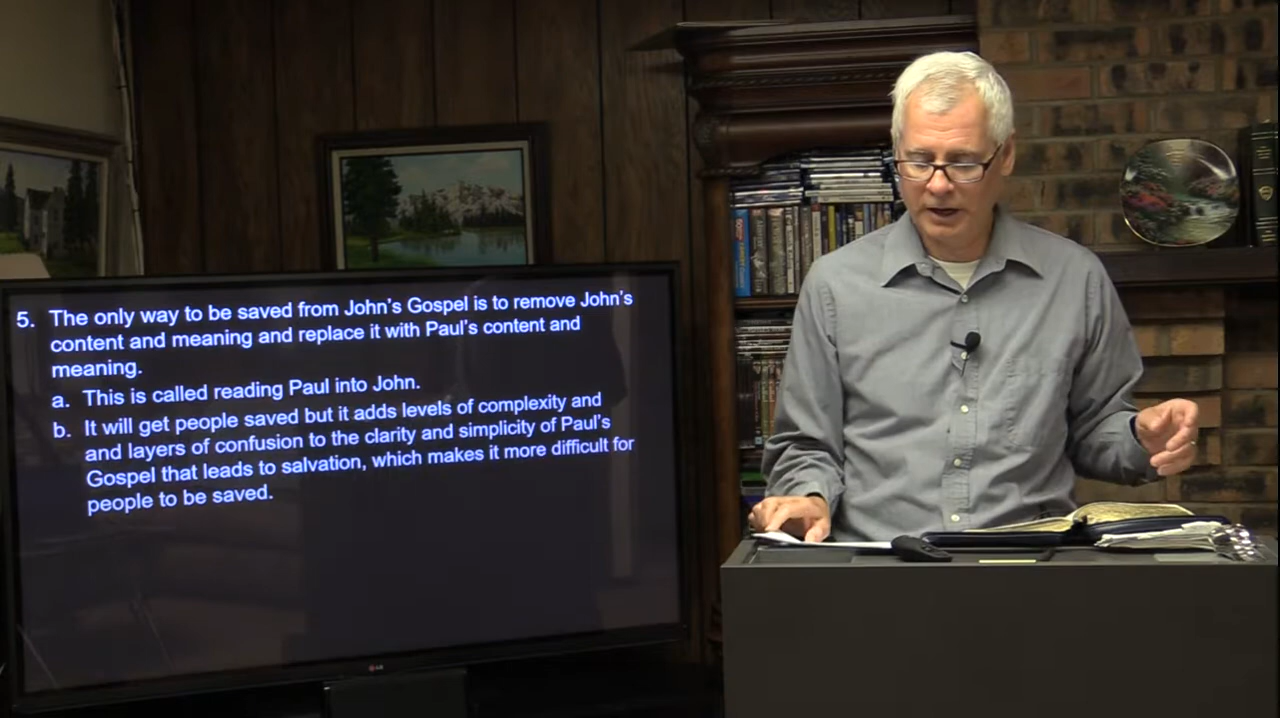 5. The only way to be saved from John's Gospel is to remove John's
content and meaning and replace it with Paul's content and
meaning.
a. This is called reading Paul into John.
b. It will get people saved but it adds levels of complexity and
and layers of confusion to the clarity and simplicity of Paul's
Gospel that leads to salvation, which makes it more difficult for
people to be saved.
LG